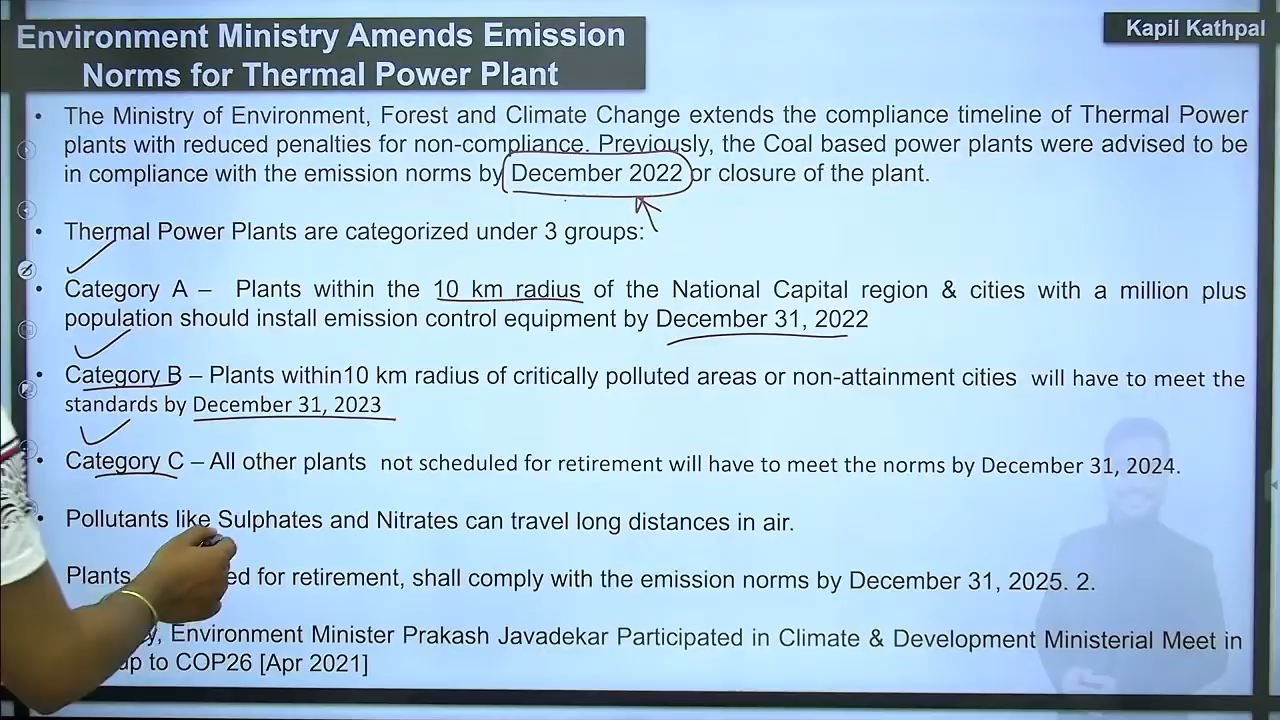 Environment Ministry Amends Emission
Norms for Thermal Power Plant
Kapil Kathpal
• The Ministry of Environment, Forest and Climate Change extends the compliance timeline of Thermal Power
plants with reduced penalties for non-compliance. Previously, the Coal based power plants were advised to be
in compliance with the emission norms by December 2022 or closure of the plant.
• Thermal Power Plants are categorized under 3 groups:
• Category A – Plants within the 10 km radius of the National Capital region & cities with a million plus
population should install emission control equipment by December 31, 2022
• Category B – Plants within10 km radius of critically polluted areas or non-attainment cities will have to meet the
standards by December 31, 2023
• Category C – All other plants not scheduled for retirement will have to meet the norms by December 31, 2024.
• Pollutants like Sulphates and Nitrates can travel long distances in air.
Plants for retirement, shall comply with the emission norms by December 31, 2025. 2.
Environment Minister Prakash Javadekar Participated in Climate & Development Ministerial Meet in
to COP26 [Apr 2021]